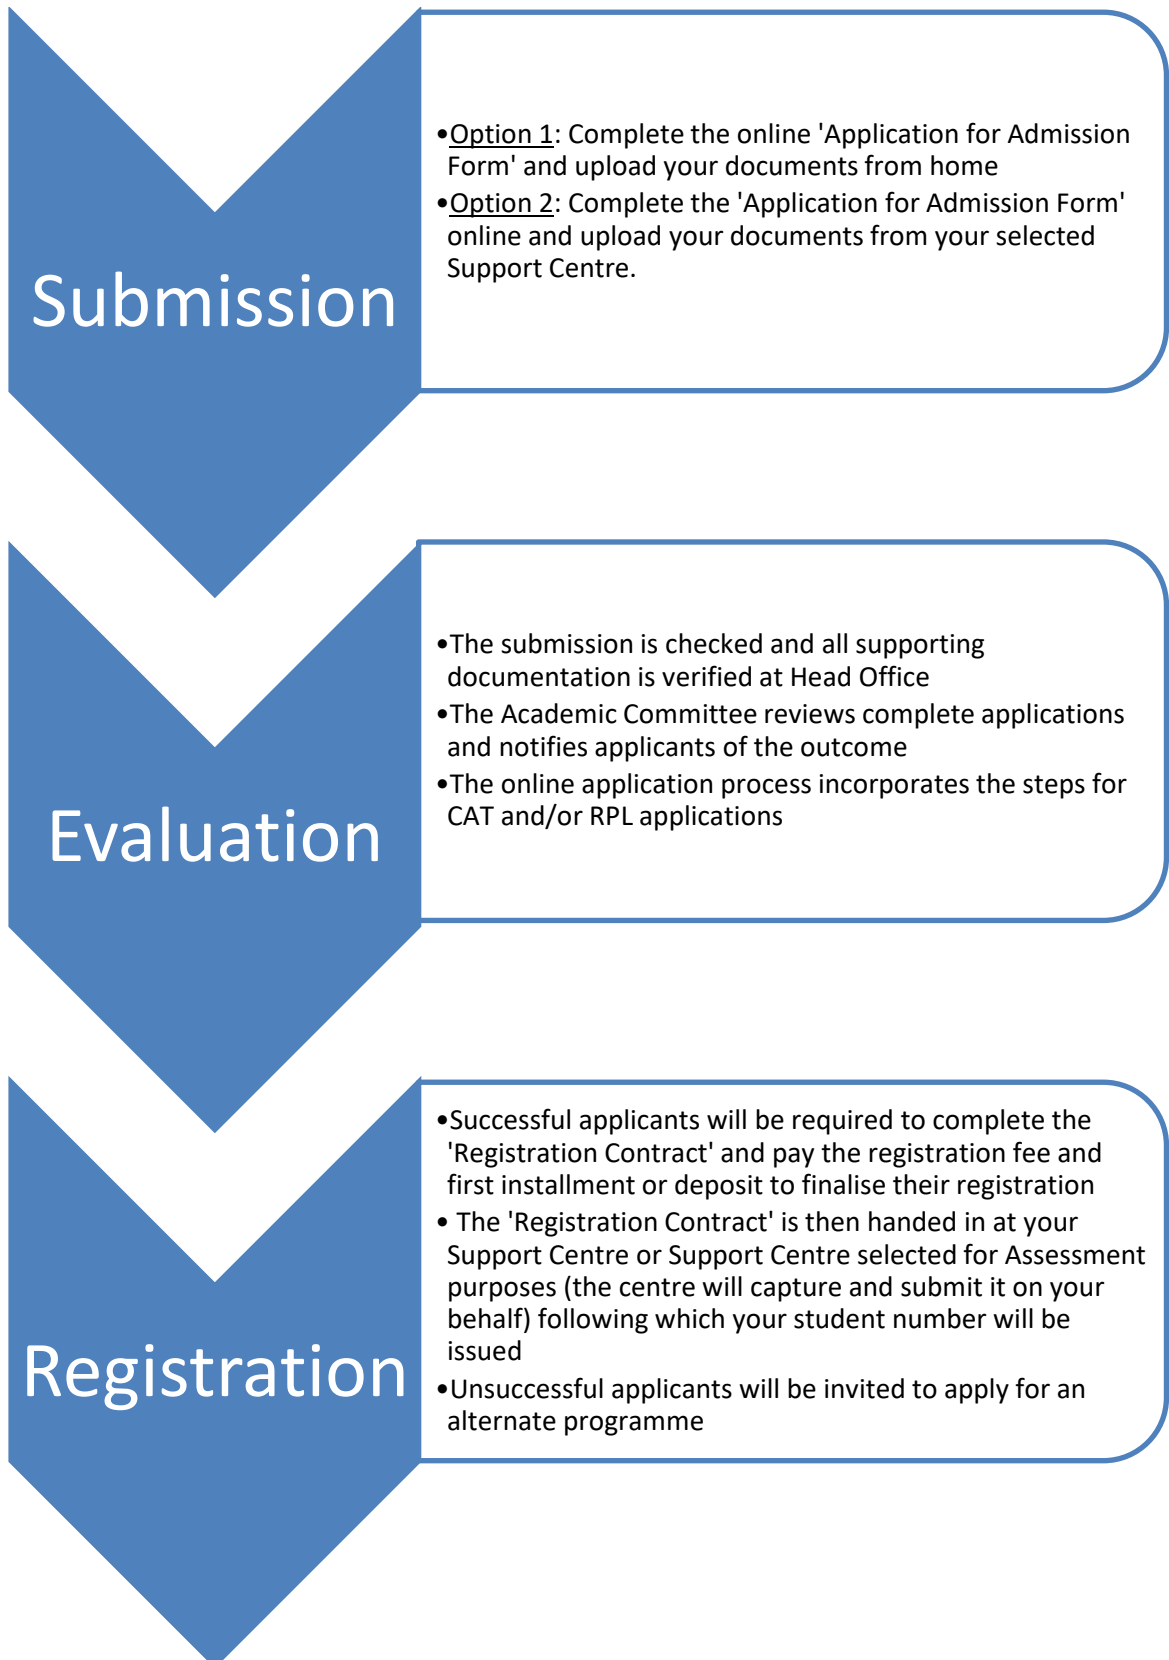 Submission
•Option 1: Complete the online 'Application for Admission
Form' and upload your documents from home
•Option 2: Complete the 'Application for Admission Form'
online and upload your documents from your selected
Support Centre.
Evaluation
•The submission is checked and all supporting
documentation is verified at Head Office
•The Academic Committee reviews complete applications
and notifies applicants of the outcome
•The online application process incorporates the steps for
CAT and/or RPL applications
Registration
•Successful applicants will be required to complete the
'Registration Contract' and pay the registration fee and
first installment or deposit to finalise their registration
• The 'Registration Contract' is then handed in at your
Support Centre or Support Centre selected for Assessment
purposes (the centre will capture and submit it on your
behalf) following which your student number will be
issued
•Unsuccessful applicants will be invited to apply for an
alternate programme